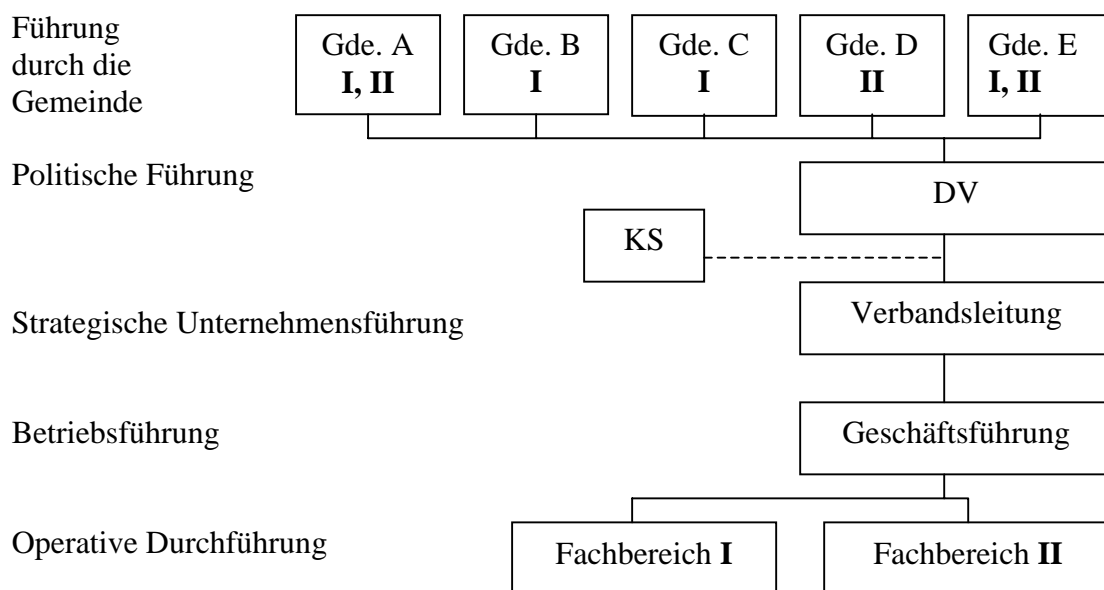 Führung
durch die
Gemeinde
Gde. A
I, II
Gde. B
I
Gde. C
I
Gde. D
II
Gde. E
I, II
Politische Führung
DV
KS
Strategische Unternehmensführung
Verbandsleitung
Betriebsführung
Geschäftsführung
Operative Durchführung
Fachbereich I
Fachbereich II